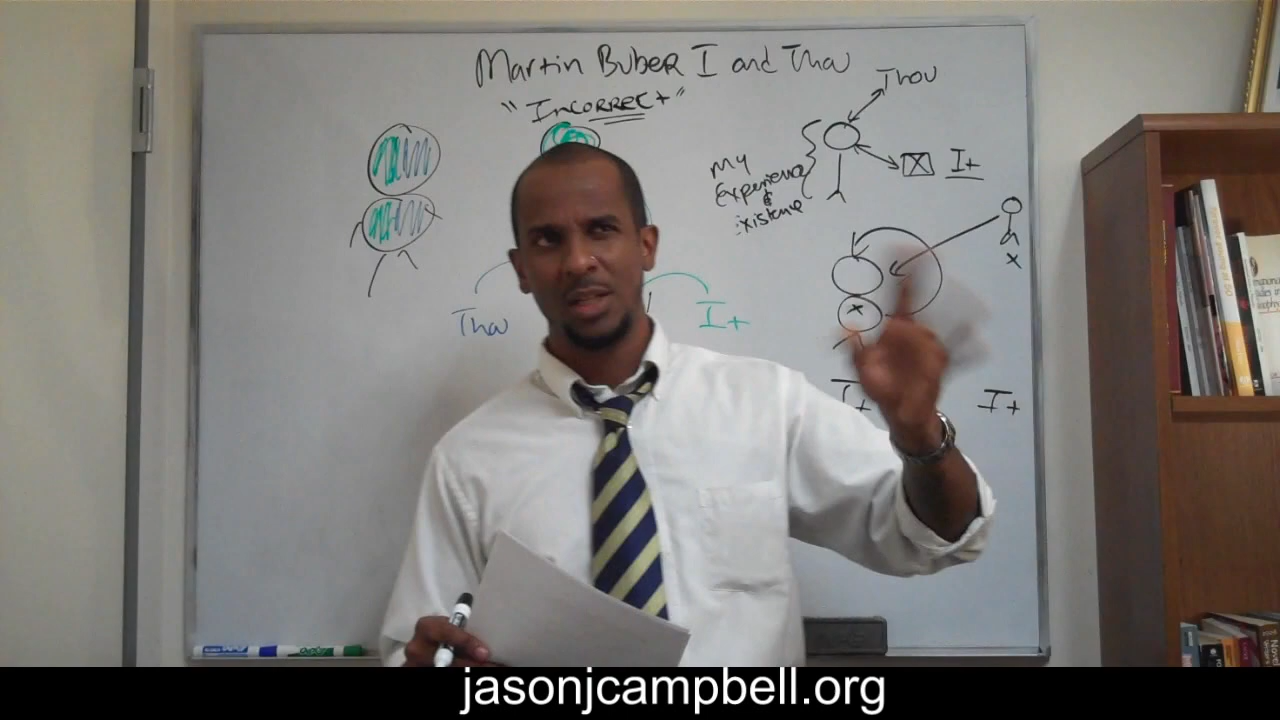 Martin Buber I and Thou
"Incorrect"
Thou
My
Experience
&
Existence
X It
Thou
It
x
x
It
It
jasonjcampbell.org